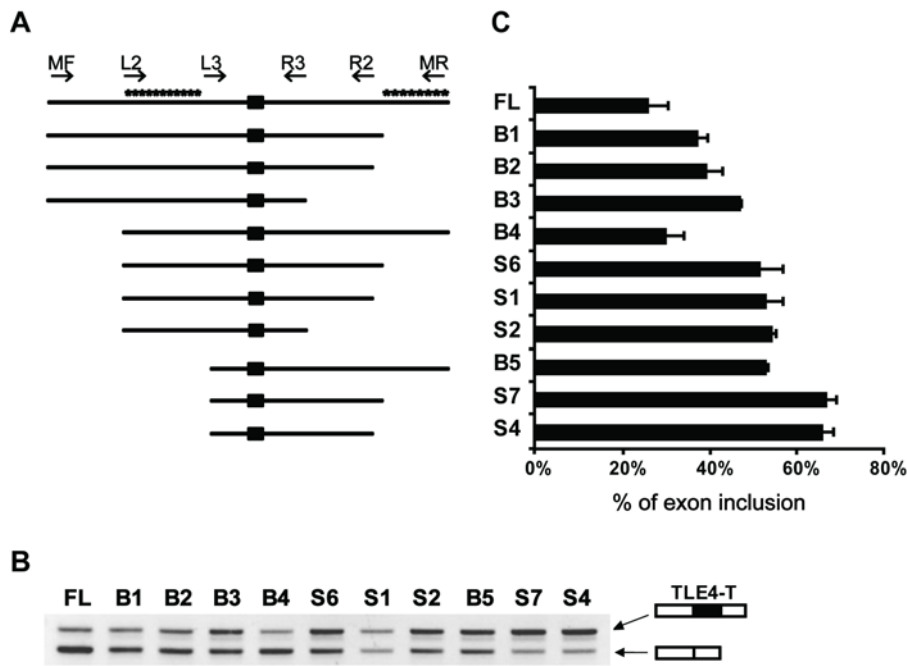 A
MF L2 L3 R3 R2 MR
***********
********
C
FL
B1
B2
B3
B4
S6
S1
S2
B5
S7
S4
0% 20% 40% 60% 80%
% of exon inclusion
B
FL B1 B2 B3 B4 S6 S1 S2 B5 S7 S4
TLE4-T